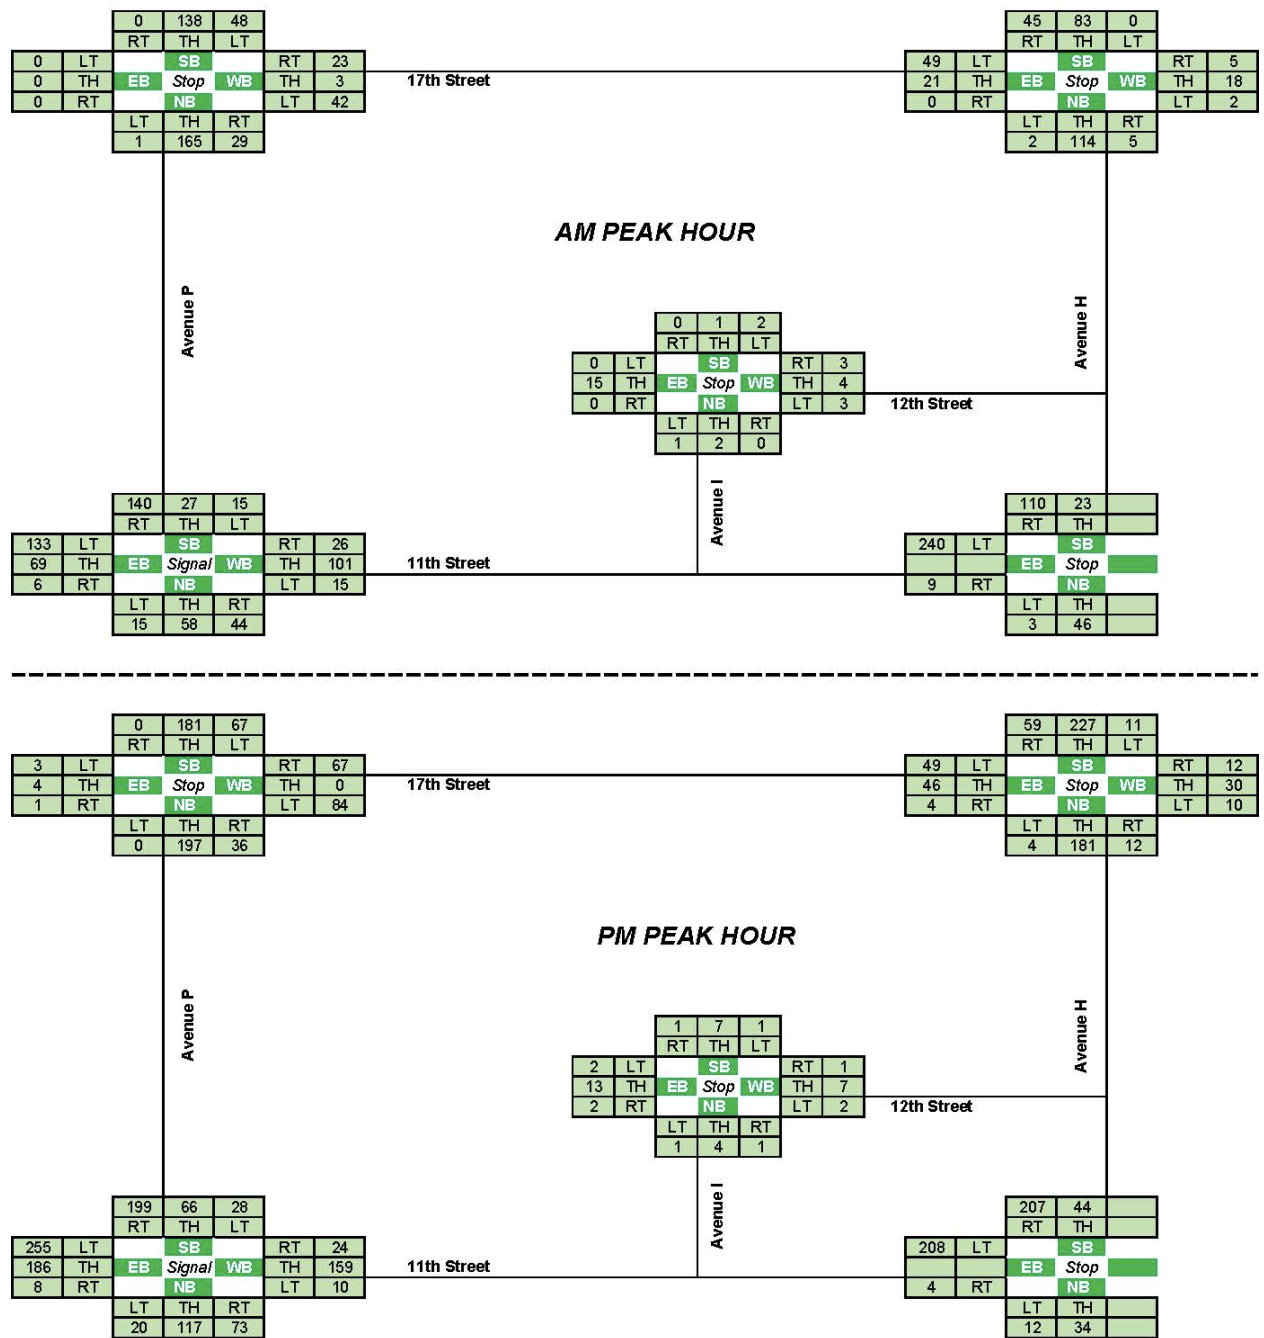 0 138 48 45 83 0
RT TH LT RT TH LT
0 LT SB RT 23 49 LT SB RT 5
0 TH EB Stop WB TH 3 17th Street 21 TH EB Stop WB TH 18
0 RT NB LT 42 0 RT NB LT 2
LT TH RT LT TH RT
1 165 29 2 114 5
AM PEAK HOUR
Avenue P
Avenue H
0 1 2
RT TH LT
0 LT SB RT 3
15 TH EB Stop WB TH 4
0 RT NB LT 3 12th Street
LT TH RT
1 2 0
Avenue I
140 27 15 110 23
RT TH LT RT TH
133 LT SB RT 26 240 LT SB
69 TH EB Signal WB TH 101 11th Street EB Stop
6 RT NB LT 15 9 RT NB
LT TH RT LT TH
15 58 44 3 46
0 181 67 59 227 11
RT TH LT RT TH LT
3 LT SB RT 67 49 LT SB RT 12
4 TH EB Stop WB TH 0 17th Street 46 TH EB Stop WB TH 30
1 RT NB LT 84 4 RT NB LT 10
LT TH RT LT TH RT
0 197 36 4 181 12
PM PEAK HOUR
Avenue P
Avenue H
1 7 1
RT TH LT
2 LT SB RT 1
13 TH EB Stop WB TH 7
2 RT NB LT 2 12th Street
LT TH RT
1 4 1
Avenue I
199 66 28 207 44
RT TH LT RT TH
255 LT SB RT 24 208 LT SB
186 TH EB Signal WB TH 159 11th Street EB Stop
8 RT NB LT 10 4 RT NB
LT TH RT LT TH
20 117 73 12 34